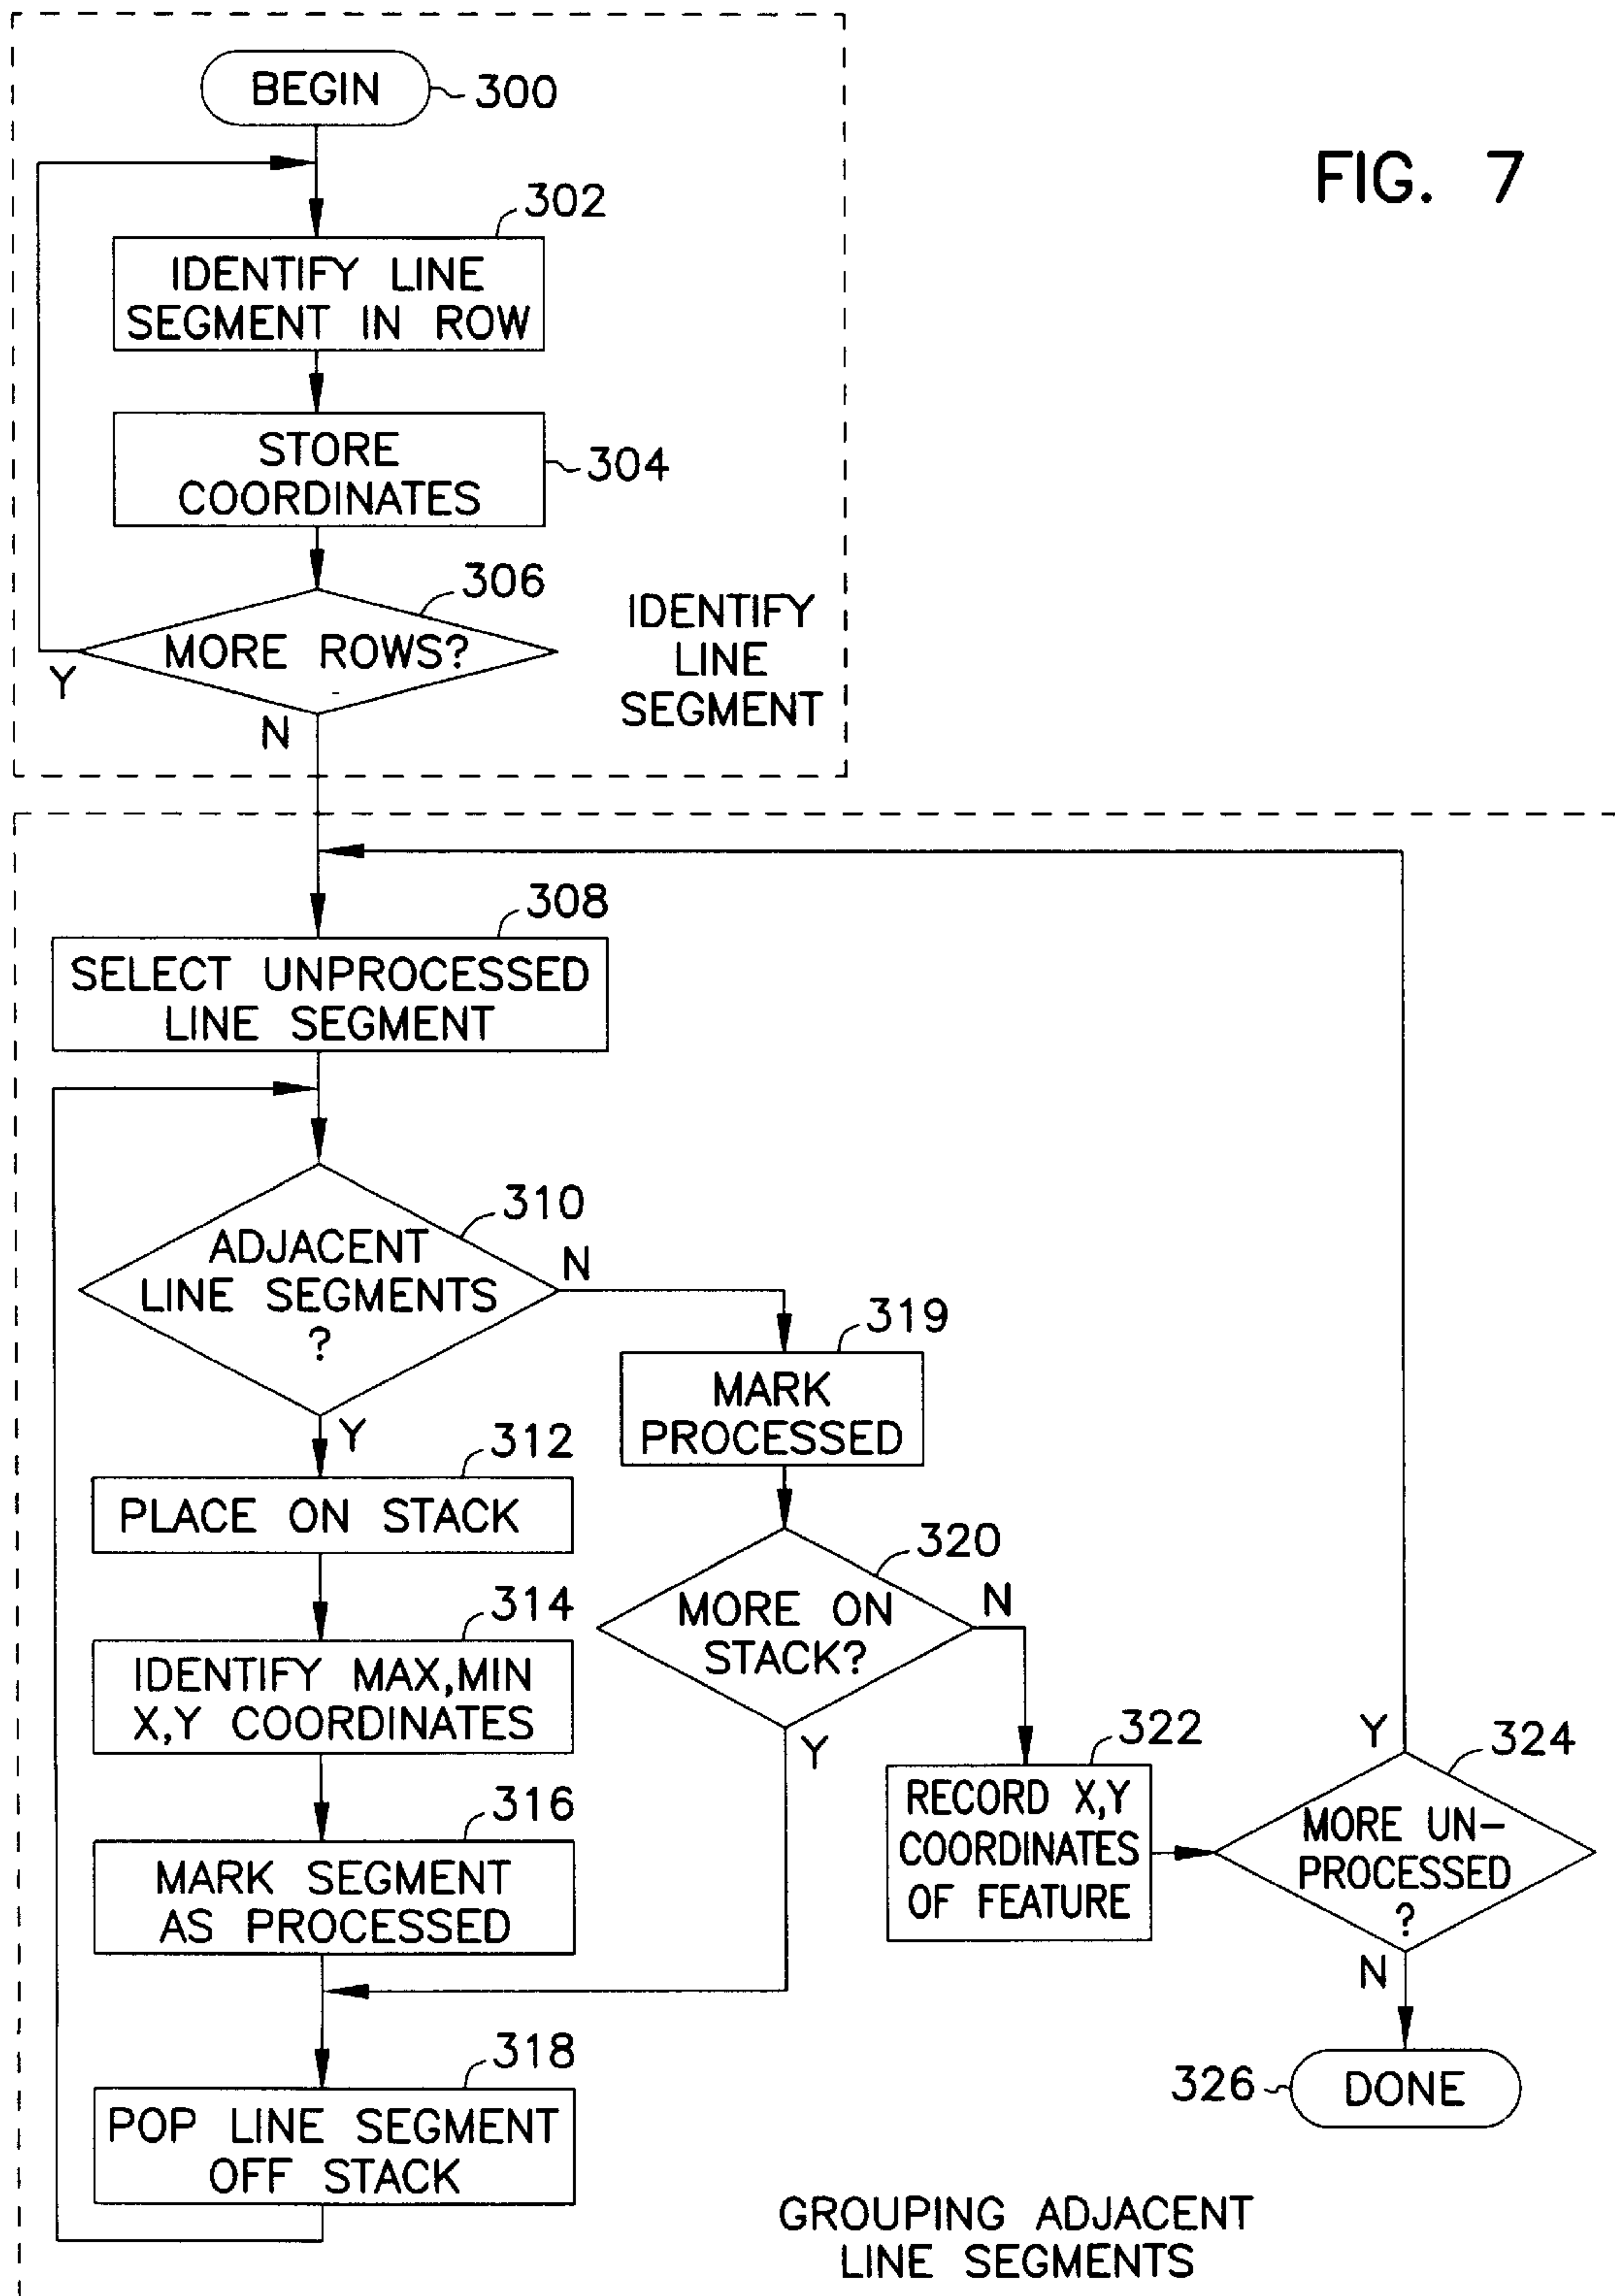 FIG. 7
BEGIN
300
302
IDENTIFY LINE
SEGMENT IN ROW
STORE
COORDINATES
304
306
MORE ROWS?
Y
N
IDENTIFY
LINE
SEGMENT
308
SELECT UNPROCESSED
LINE SEGMENT
310
ADJACENT
LINE SEGMENTS
?
N
Y
319
MARK
PROCESSED
312
PLACE ON STACK
320
MORE ON
STACK?
N
Y
314
IDENTIFY MAX,MIN
X,Y COORDINATES
322
RECORD X,Y
COORDINATES
OF FEATURE
324
MORE UN-
PROCESSED
?
Y
N
316
MARK SEGMENT
AS PROCESSED
318
POP LINE SEGMENT
OFF STACK
326
DONE
GROUPING ADJACENT
LINE SEGMENTS